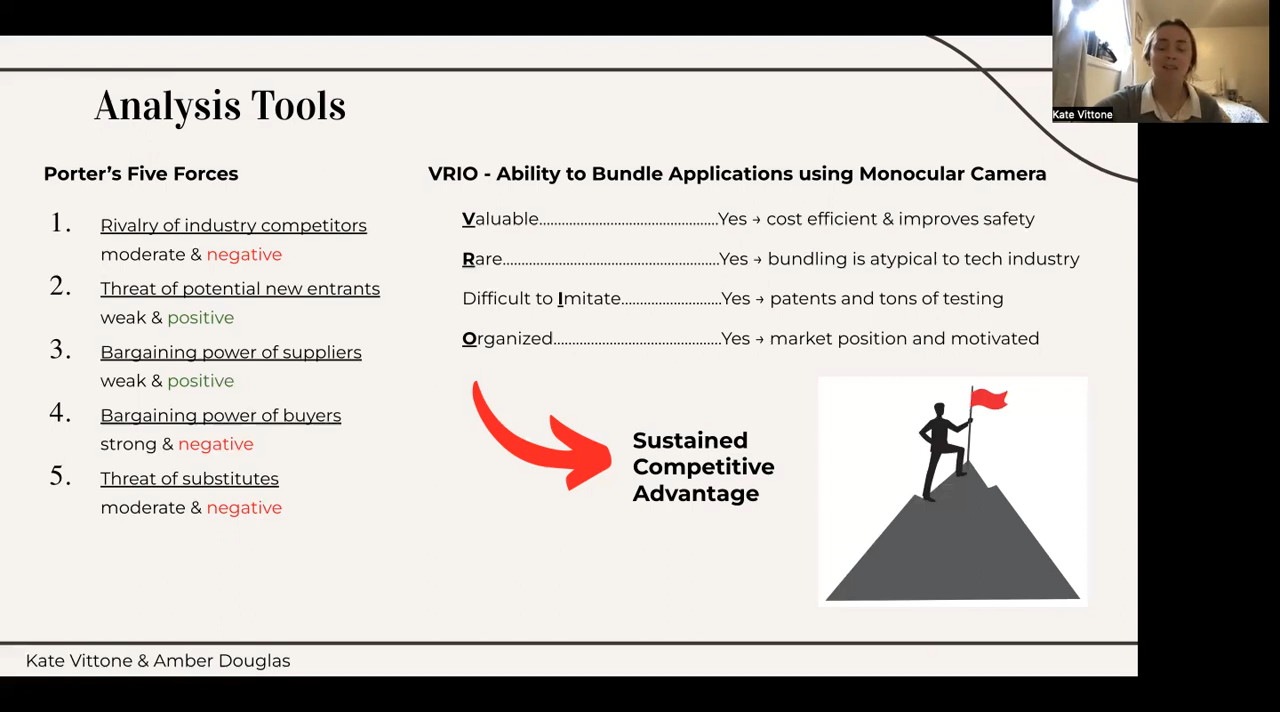 Analysis Tools
Kate Vittone
Porter’s Five Forces
1. Rivalry of industry competitors
moderate & negative
2. Threat of potential new entrants
weak & positive
3. Bargaining power of suppliers
weak & positive
4. Bargaining power of buyers
strong & negative
5. Threat of substitutes
moderate & negative
VRIO - Ability to Bundle Applications using Monocular Camera
Valuable.............................................Yes → cost efficient & improves safety
Rare......................................................Yes → bundling is atypical to tech industry
Difficult to Imitate.........................Yes → patents and tons of testing
Organized..........................................Yes → market position and motivated
Sustained
Competitive
Advantage
Kate Vittone & Amber Douglas